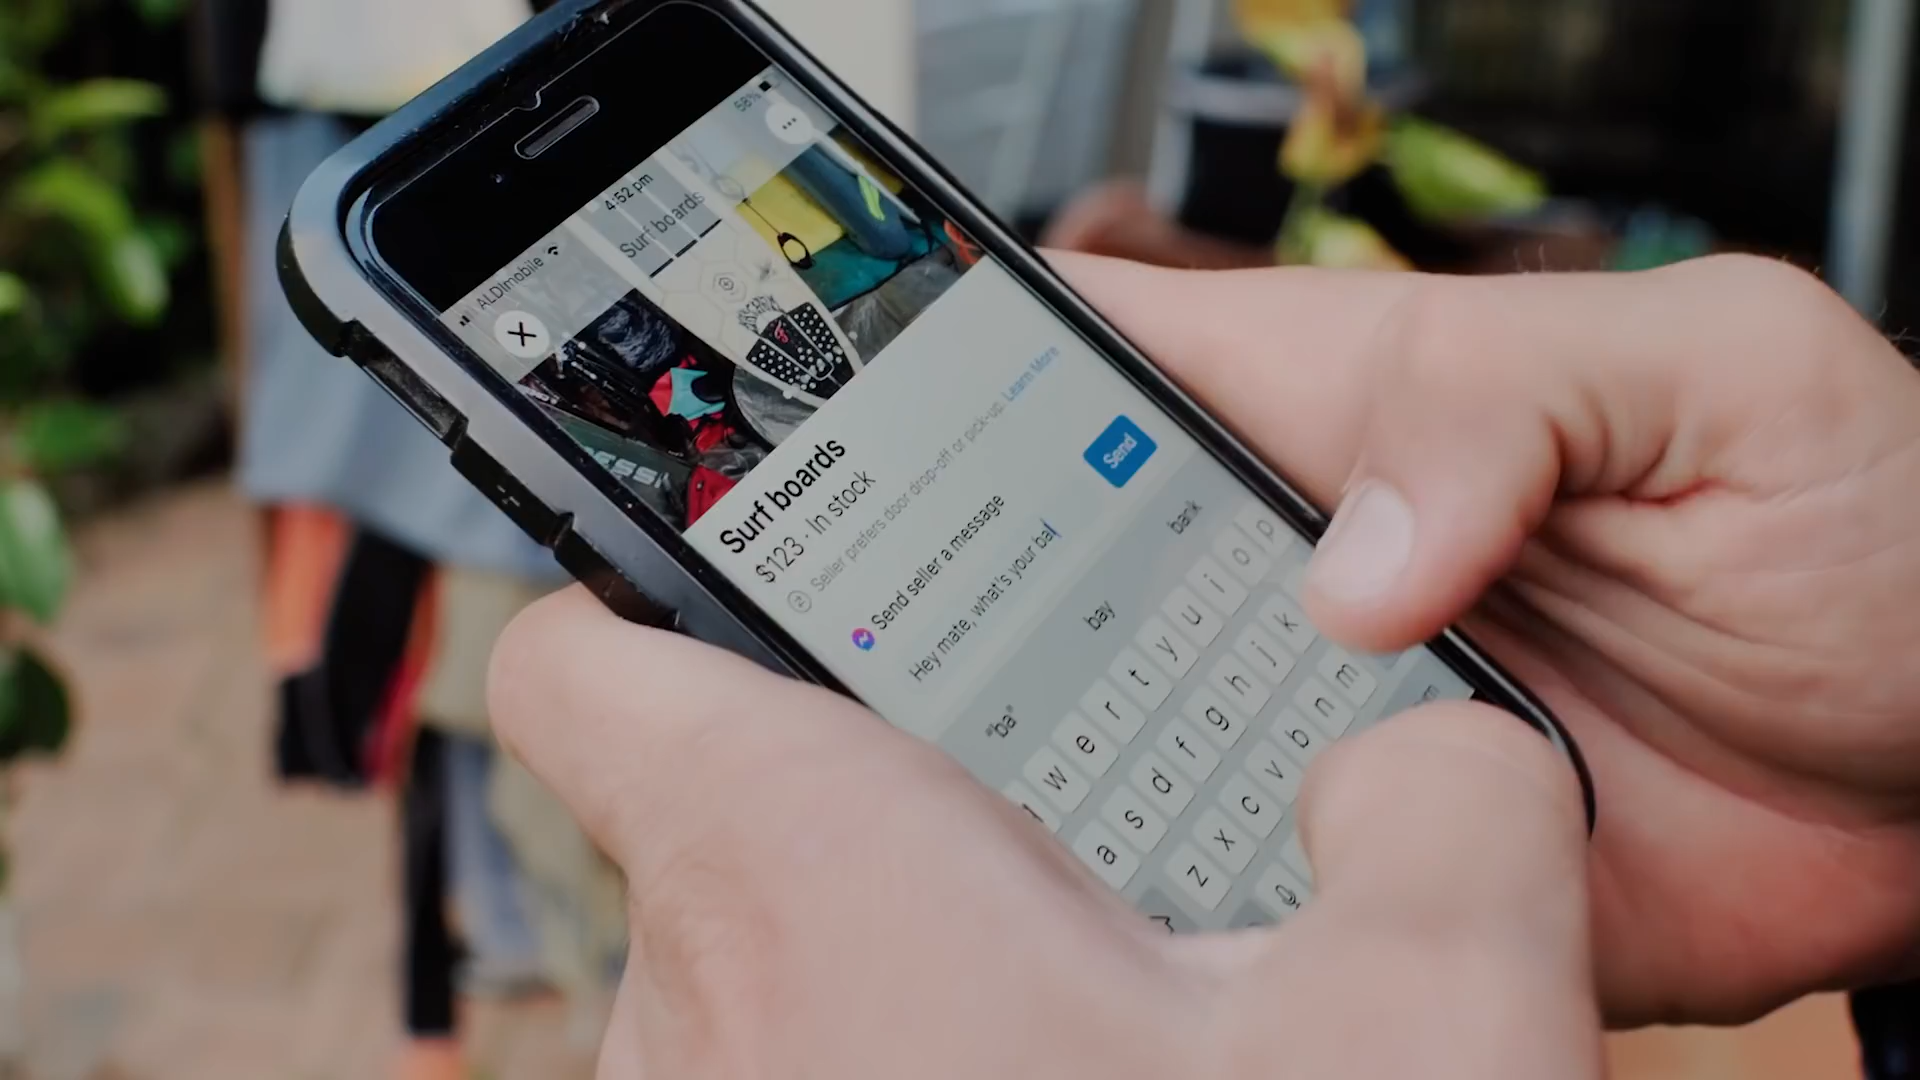 ALDImobile
4:52 pm
58%
Surf boards
Surf boards
$123 · In stock
Seller prefers door drop-off or pick-up. Learn More
Send seller a message
Hey mate, what's your ba
Send
"ba"
bay
bank
w e r t y u i o p
a s d f g h j k
z x c v b n m